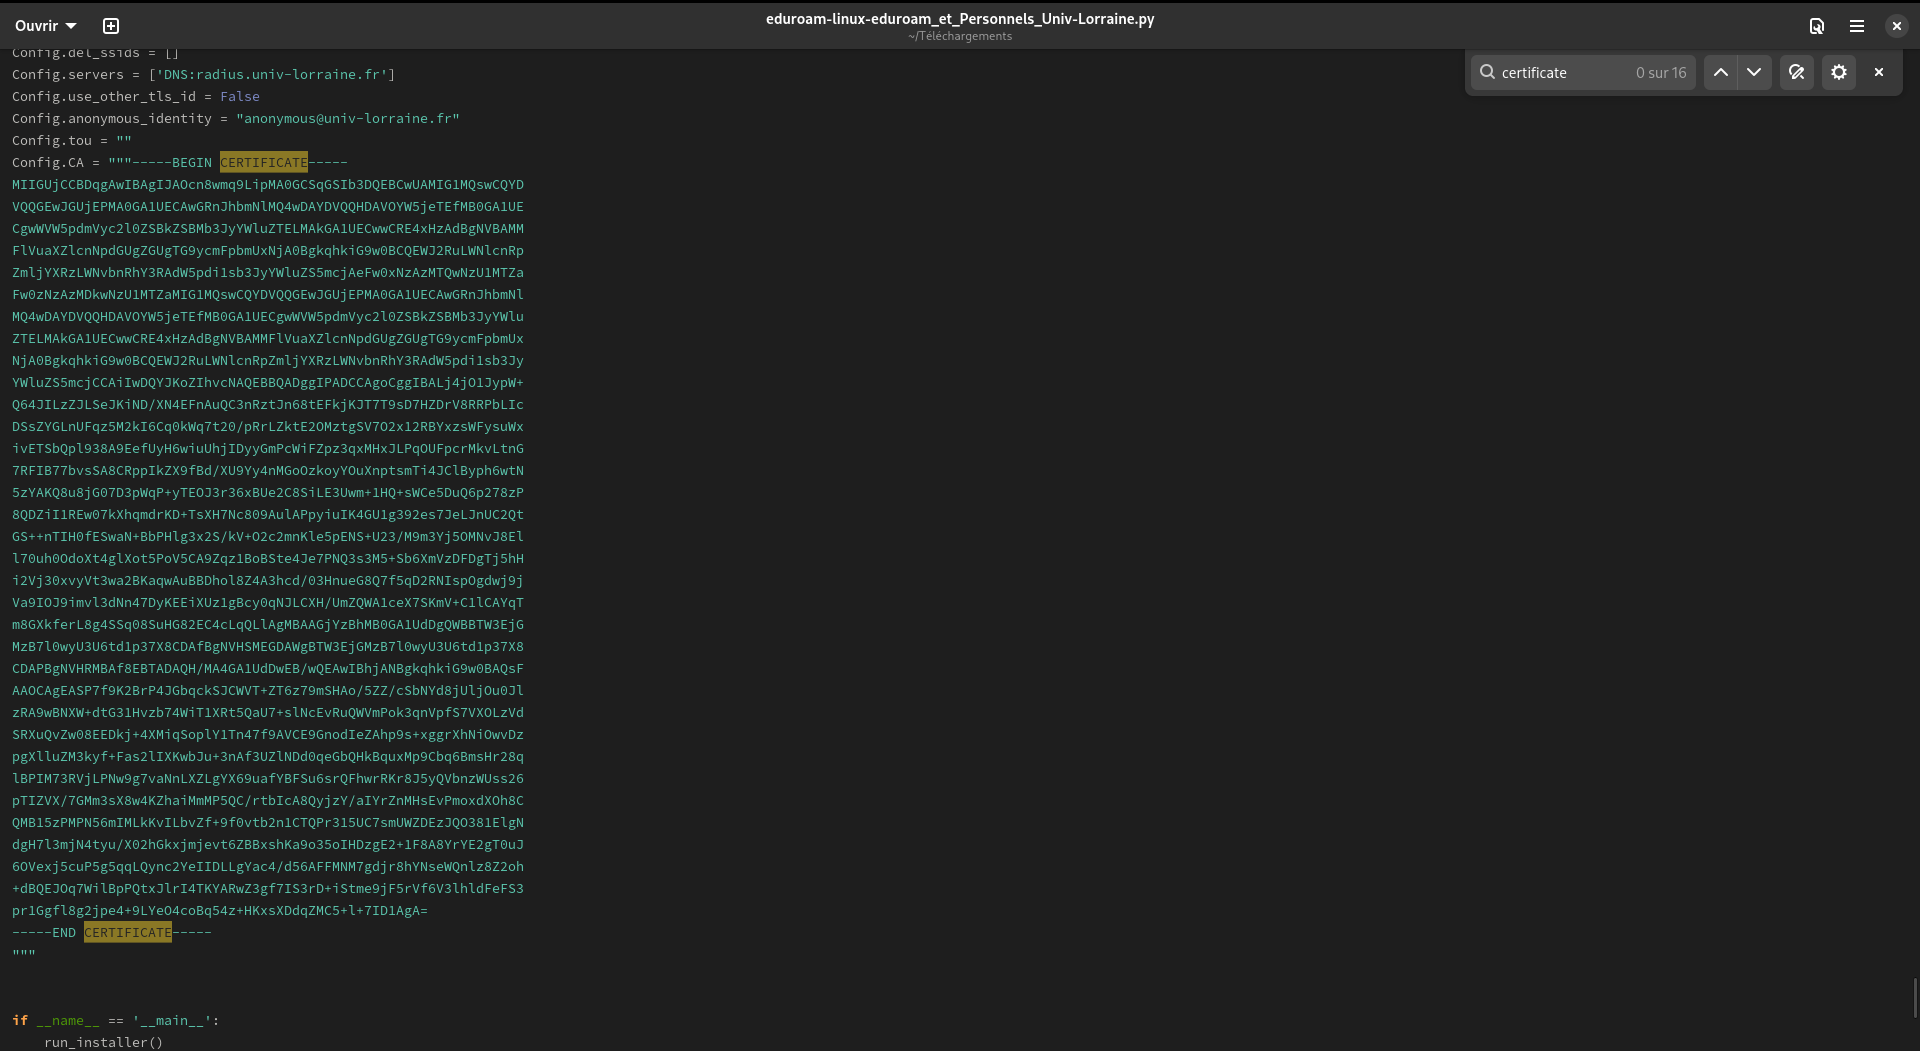 Ouvrir
eduroam-linux-eduroam_et_Personnels_Univ-Lorraine.py
~/Téléchargements
certificate 0 sur 16
Config.del_ssids = []
Config.servers = ['DNS:radius.univ-lorraine.fr']
Config.use_other_tls_id = False
Config.anonymous_identity = "anonymous@univ-lorraine.fr"
Config.tou = ""
Config.CA = """-----BEGIN CERTIFICATE-----
MIIGUjCCBDqgAwIBAgIJAOcn8wmq9LipMA0GCSqGSIb3DQEBCwUAMIG1MQswCQYD
VQQGEwJGUjEPMA0GA1UECAwGRnJhbmNlMQ4wDAYDVQQHDAVOYW5jeTEfMB0GA1UE
CgwWVW5pdmVyc2l0ZSBkZSBMb3JyYWluZTELMAkGA1UECwwCRE4xHzAdBgNVBAMM
FlVuaXZlcnNpdGUgZGUgTG9ycmFpbmUxNjA0BgkqhkiG9w0BCQEWJ2RuLWNlcnRp
ZmljYXRzLWNvbnRhY3RAdW5pdi1sb3JyYWluZS5mcjAeFw0xNzAzMTQwNzU1MTZa
Fw0zNzAzMDkwNzU1MTZaMIG1MQswCQYDVQQGEwJGUjEPMA0GA1UECAwGRnJhbmNl
MQ4wDAYDVQQHDAVOYW5jeTEfMB0GA1UECgwWVW5pdmVyc2l0ZSBkZSBMb3JyYWlu
ZTELMAkGA1UECwwCRE4xHzAdBgNVBAMMFlVuaXZlcnNpdGUgZGUgTG9ycmFpbmUx
NjA0BgkqhkiG9w0BCQEWJ2RuLWNlcnRpZmljYXRzLWNvbnRhY3RAdW5pdi1sb3Jy
YWluZS5mcjCCAiIwDQYJKoZIhvcNAQEBBQADggIPADCCAgoCggIBALj4jO1JypW+
Q64JILzZJLSeJKiND/XN4EFnAuQC3nRztJn68tEFkjKJT7T9sD7HZDrV8RRPbLIc
DSsZYGLnUFqz5M2kI6Cq0kWq7t20/pRrLZktE2OMztgSV7O2x12RBYxzsWFysuWx
ivETSbQpl938A9EefUyH6wiuUhjIDyyGmPcWiFZpz3qxMHxJLPqOUFpcrMkvLtnG
7RFIB77bvsSA8CRppIkZX9fBd/XU9Yy4nMGoOzkoyYOuXnptsmTi4JClByph6wtN
5zYAKQ8u8jG07D3pWqP+yTEOJ3r36xBUe2C8SiLE3Uwm+1HQ+sWCe5DuQ6p278zP
8QDZiI1REw07kXhqmdrKD+TsXH7Nc809AulAPpyiuIK4GU1g392es7JeLJnUC2Qt
GS++nTIH0fESwaN+BbPHlg3x2S/kV+O2c2mnKle5pENS+U23/M9m3Yj5OMNvJ8El
l70uh0OdoXt4glXot5PoV5CA9Zqz1BoBSte4Je7PNQ3s3M5+Sb6XmVzDFDgTj5hH
i2Vj30xvyVt3wa2BKaqwAuBBDhol8Z4A3hcd/03HnueG8Q7f5qD2RNIspOgdwj9j
Va9IOJ9imvl3dNn47DyKEEiXUz1gBcy0qNJLCXH/UmZQWA1ceX7SKmV+C1lCAYqT
m8GXkferL8g4SSq08SuHG82EC4cLqQLlAgMBAAGjYzBhMB0GA1UdDgQWBBTW3EjG
MzB7l0wyU3U6td1p37X8CDAfBgNVHSMEGDAWgBTW3EjGMzB7l0wyU3U6td1p37X8
CDAPBgNVHRMBAf8EBTADAQH/MA4GA1UdDwEB/wQEAwIBhjANBgkqhkiG9w0BAQsF
AAOCAgEASP7f9K2BrP4JGbqckSJCWVT+ZT6z79mSHAo/5ZZ/cSbNYd8jUljOu0Jl
zRA9wBNXW+dtG31Hvzb74WiT1XRt5QaU7+slNcEvRuQWVmPok3qnVpfS7VXOLzVd
SRXuQvZw08EEDkj+4XMiqSoplY1Tn47f9AVCE9GnodIeZAhp9s+xggrXhNiOwvDz
pgXlluZM3kyf+Fas2lIXKwbJu+3nAf3UZlNDd0qeGbQHkBquxMp9Cbq6BmsHr28q
lBPIM73RVjLPNw9g7vaNnLXZLgYX69uafYBFSu6srQFhwrRKr8J5yQVbnzWUss26
pTIZVX/7GMm3sX8w4KZhaiMmMP5QC/rtbIcA8QyjzY/aIYrZnMHsEvPmoxdXOh8C
QMB15zPMPN56mIMLkKvILbvZf+9f0vtb2n1CTQPr315UC7smUWZDEzJQO381ElgN
dgH7l3mjN4tyu/X02hGkxjmjevt6ZBBxshKa9o35oIHDzgE2+1F8A8YrYE2gT0uJ
6OVexj5cuP5g5qqLQync2YeIIDLLgYac4/d56AFFMNM7gdjr8hYNseWQnlz8Z2oh
+dBQEJOq7WilBpPQtxJlrI4TKYARwZ3gf7IS3rD+iStme9jF5rVf6V3lhldFeFS3
pr1Ggfl8g2jpe4+9LYeO4coBq54z+HKxsXDdqZMC5+l+7ID1AgA=
-----END CERTIFICATE-----
"""
if __name__ == '__main__':
run_installer()